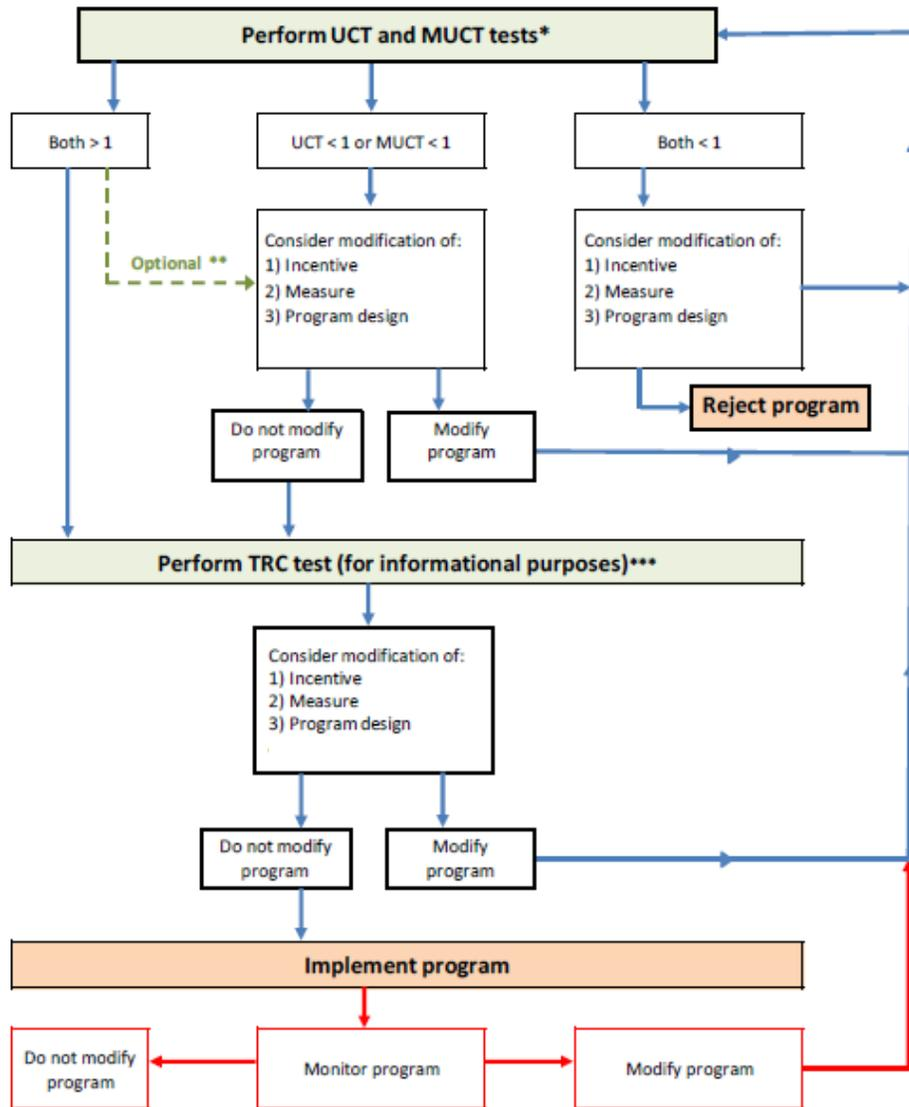 Perform UCT and MUCT tests*
Both > 1
UCT < 1 or MUCT < 1
Both < 1
Optional **
Consider modification of:
1) Incentive
2) Measure
3) Program design
Consider modification of:
1) Incentive
2) Measure
3) Program design
Reject program
Do not modify
program
Modify
program
Perform TRC test (for informational purposes)***
Consider modification of:
1) Incentive
2) Measure
3) Program design
Do not modify
program
Modify
program
Implement program
Do not modify
program
Monitor program
Modify program